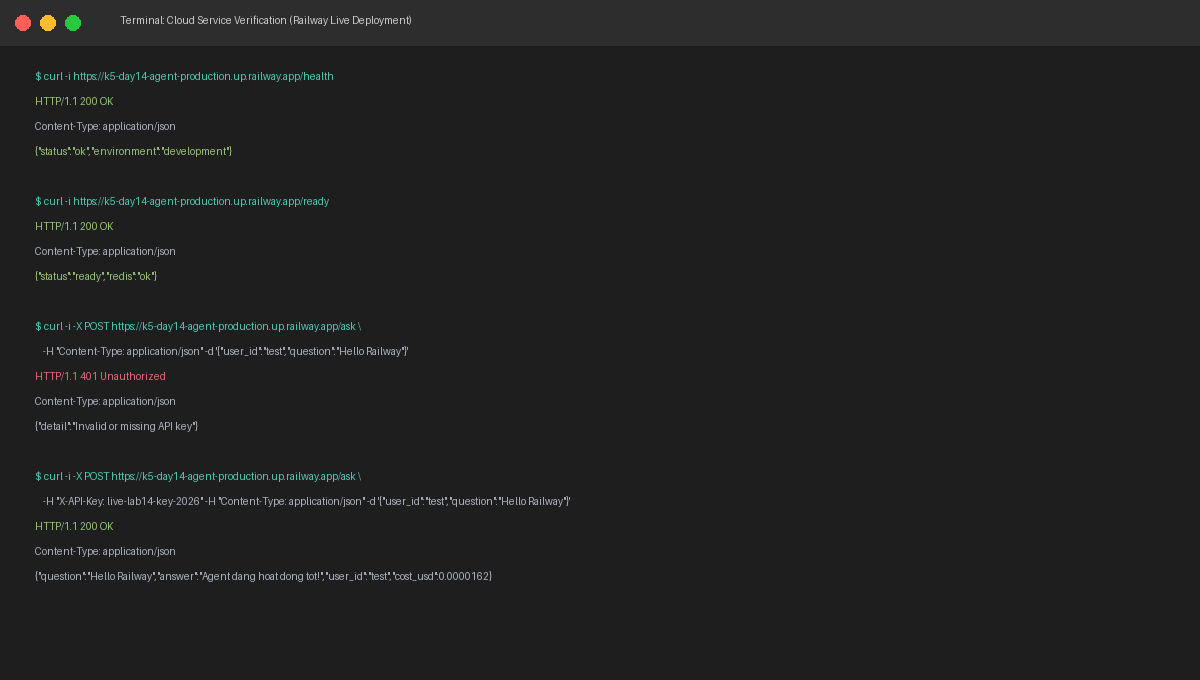 Terminal: Cloud Service Verification (Railway Live Deployment)
$ curl -i https://k5-day14-agent-production.up.railway.app/health
HTTP/1.1 200 OK
Content-Type: application/json
{"status":"ok","environment":"development"}
$ curl -i https://k5-day14-agent-production.up.railway.app/ready
HTTP/1.1 200 OK
Content-Type: application/json
{"status":"ready","redis":"ok"}
$ curl -i -X POST https://k5-day14-agent-production.up.railway.app/ask \
-H "Content-Type: application/json" -d '{"user_id":"test","question":"Hello Railway"}'
HTTP/1.1 401 Unauthorized
Content-Type: application/json
{"detail":"Invalid or missing API key"}
$ curl -i -X POST https://k5-day14-agent-production.up.railway.app/ask \
-H "X-API-Key: live-lab14-key-2026" -H "Content-Type: application/json" -d '{"user_id":"test","question":"Hello Railway"}'
HTTP/1.1 200 OK
Content-Type: application/json
{"question":"Hello Railway","answer":"Agent dang hoat dong tot!","user_id":"test","cost_usd":0.0000162}